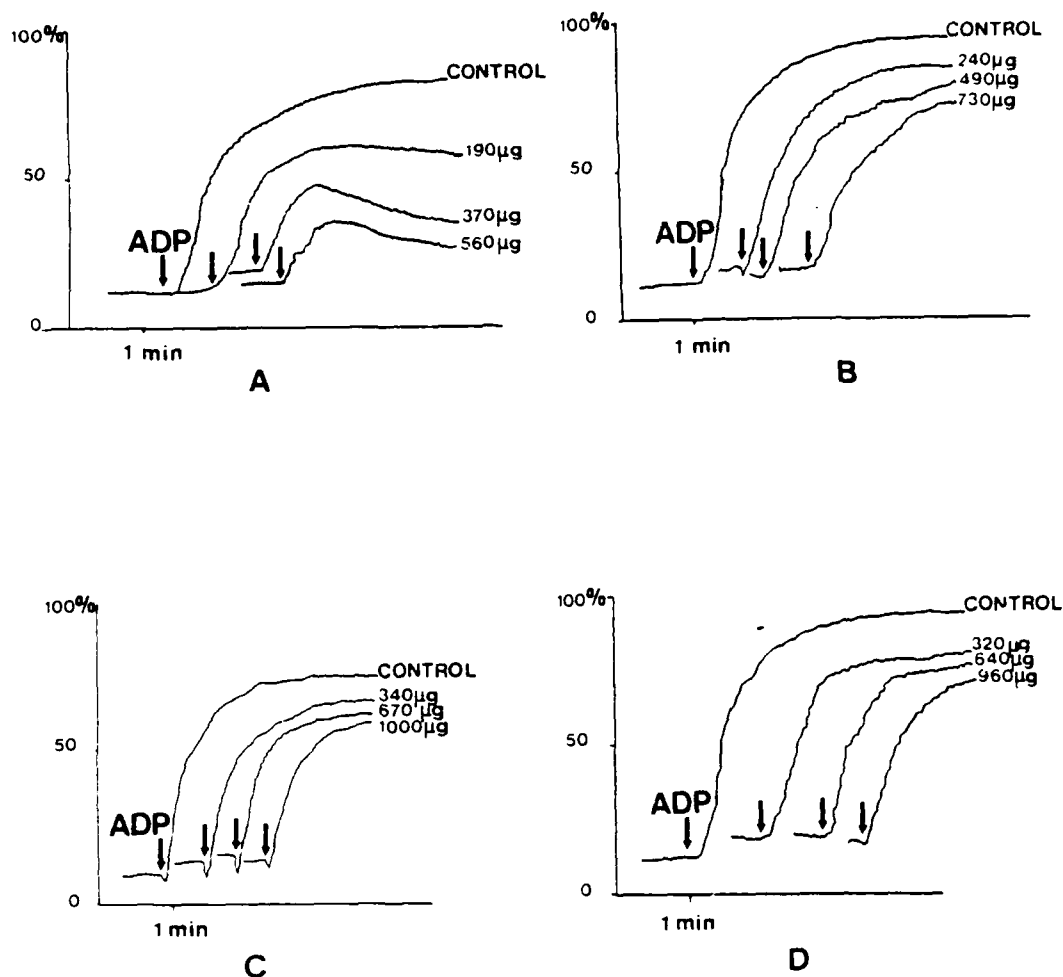 100%
CONTROL
190µg
50
370µg
ADP
560µg
0
1 min
A
100%
CONTROL
240µg
490µg
730µg
50
ADP
0
1 min
B
100%
CONTROL
340µg
670µg
1000µg
50
ADP
0
1 min
C
100%
CONTROL
320µg
640µg
960µg
50
ADP
0
1 min
D